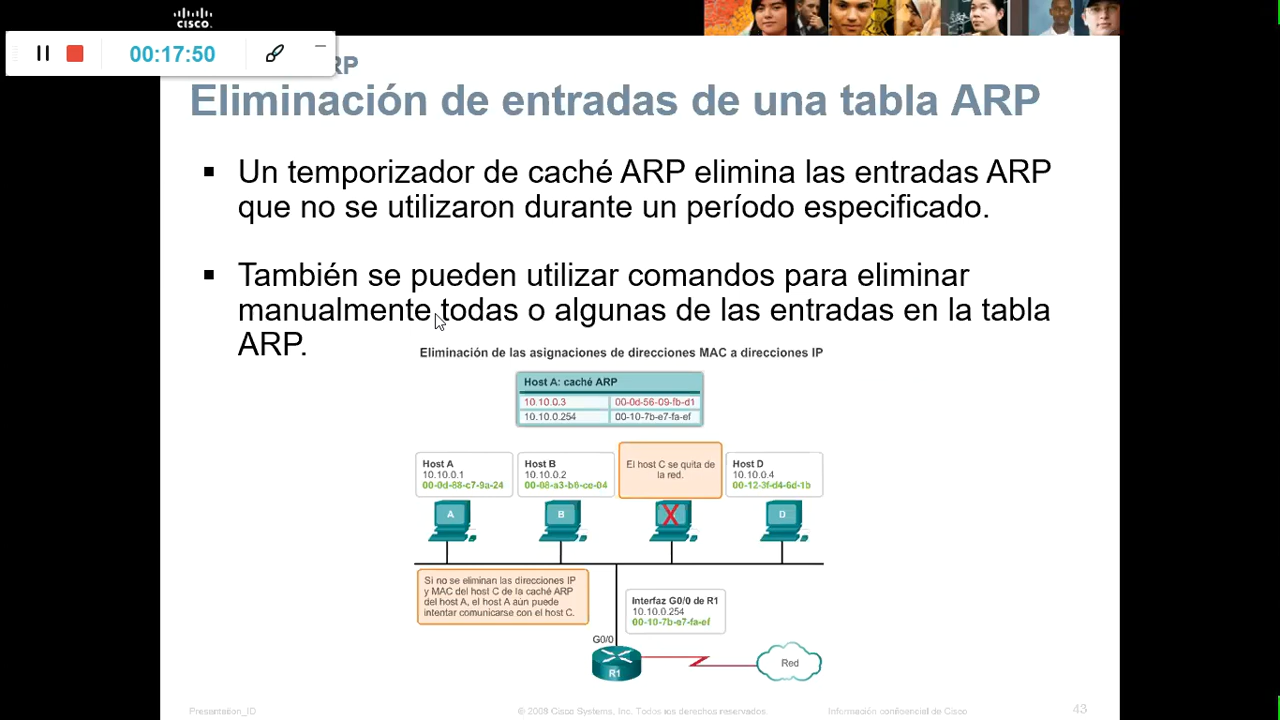 CISCO.
00:17:50
RP
Eliminación de entradas de una tabla ARP
▪ Un temporizador de caché ARP elimina las entradas ARP
que no se utilizaron durante un período especificado.
▪ También se pueden utilizar comandos para eliminar
manualmente todas o algunas de las entradas en la tabla
ARP.
Eliminación de las asignaciones de direcciones MAC a direcciones IP
Host A: caché ARP
10.10.0.3 00-0d-56-09-fb-d1
10.10.0.254 00-10-7b-e7-fa-ef
Host A
10.10.0.1
00-0d-88-c7-9a-24
Host B
10.10.0.2
00-08-a3-b6-ce-04
El host C se quita de
la red.
Host D
10.10.0.4
00-12-3f-d4-6d-1b
A
B
X
D
Si no se eliminan las direcciones IP
y MAC del host C de la caché ARP
del host A, el host A aún puede
intentar comunicarse con el host C.
Interfaz G0/0 de R1
10.10.0.254
00-10-7b-e7-fa-ef
G0/0
R1
Red
Presentation_ID
© 2008 Cisco Systems, Inc. Todos los derechos reservados.
Información confidencial de Cisco
43